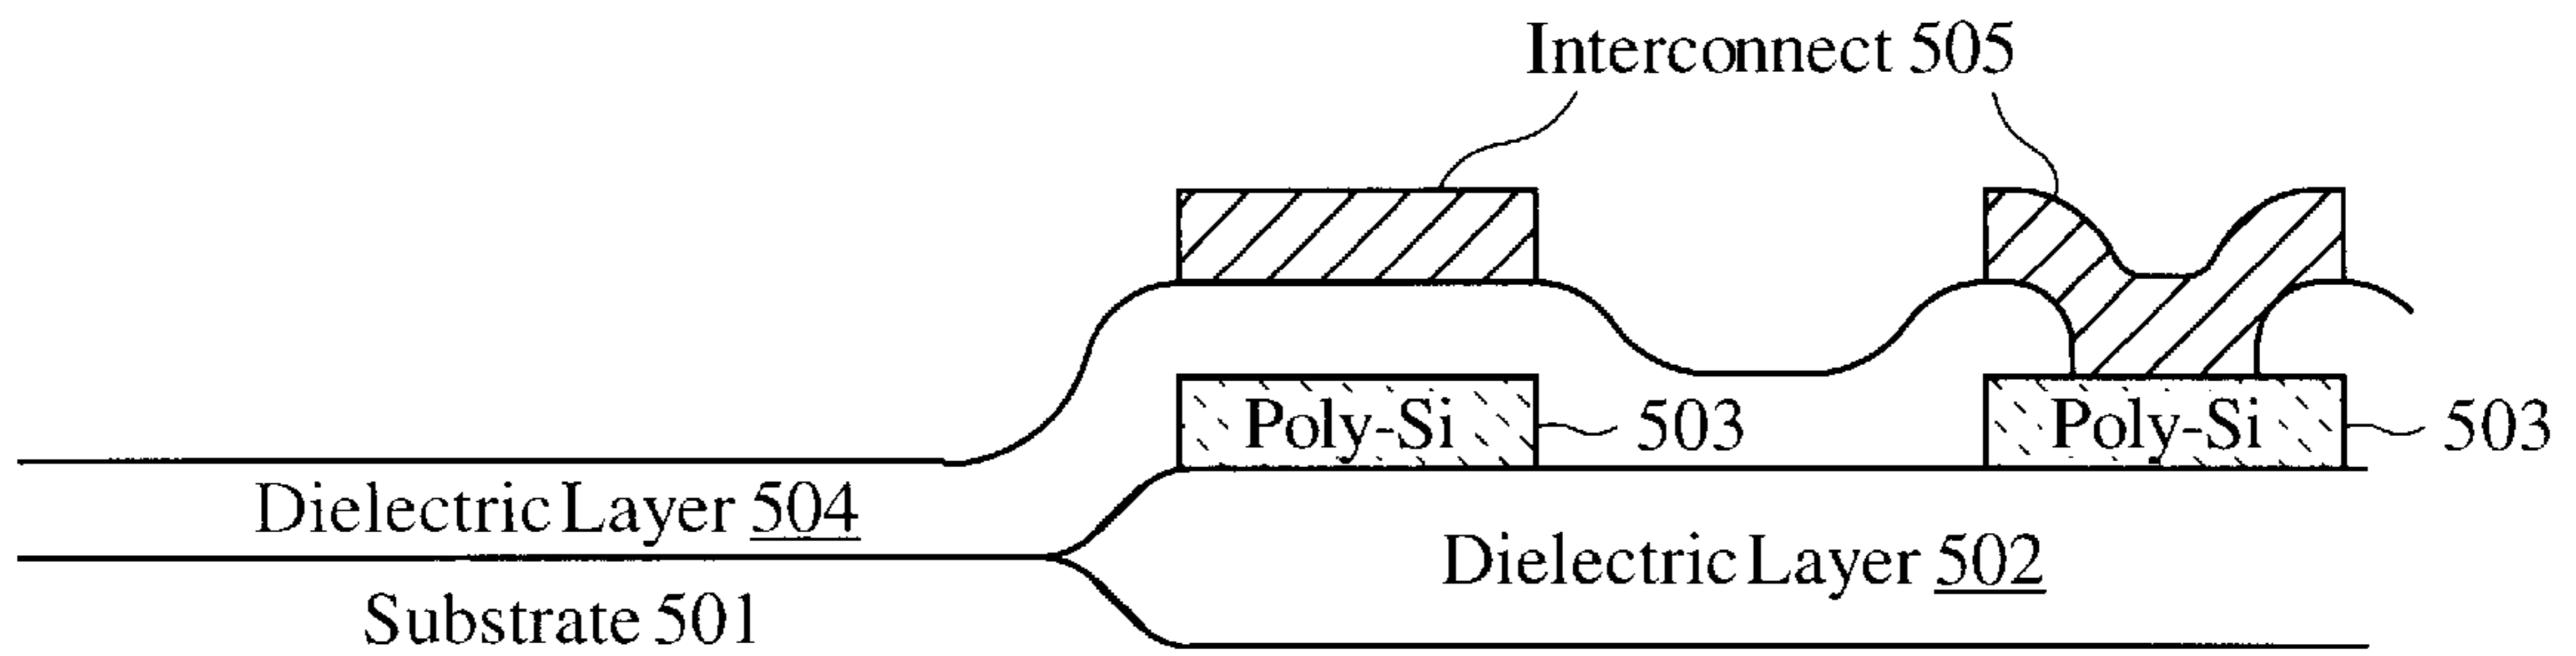 Interconnect 505
Poly-Si 503 Poly-Si 503
Dielectric Layer 504
Dielectric Layer 502
Substrate 501